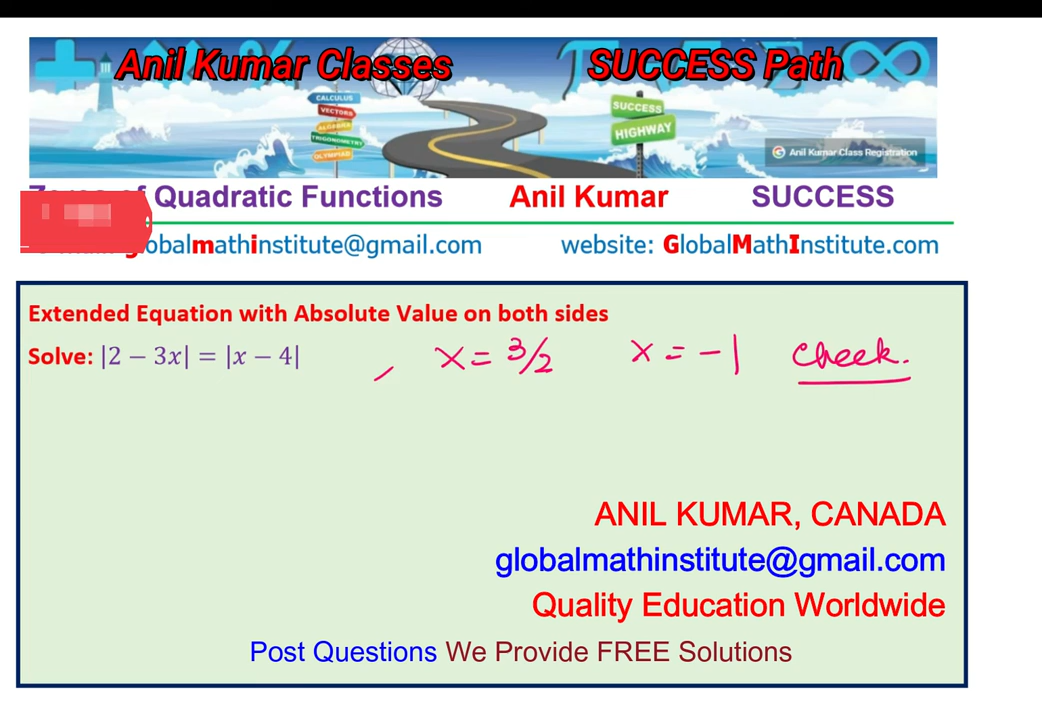 Anil Kumar Classes SUCCESS Path
CALCULUS
VECTORS
ALGEBRA
TRIGONOMETRY
OLYMPIAD
SUCCESS
HIGHWAY
Anil Kumar Class Registration
of Quadratic Functions Anil Kumar SUCCESS
globalmathinstitute@gmail.com website: GlobalMathInstitute.com
Extended Equation with Absolute Value on both sides
Solve: |2 − 3x| = |x − 4| , x = 3/2 x = -1 check.
ANIL KUMAR, CANADA
globalmathinstitute@gmail.com
Quality Education Worldwide
Post Questions We Provide FREE Solutions